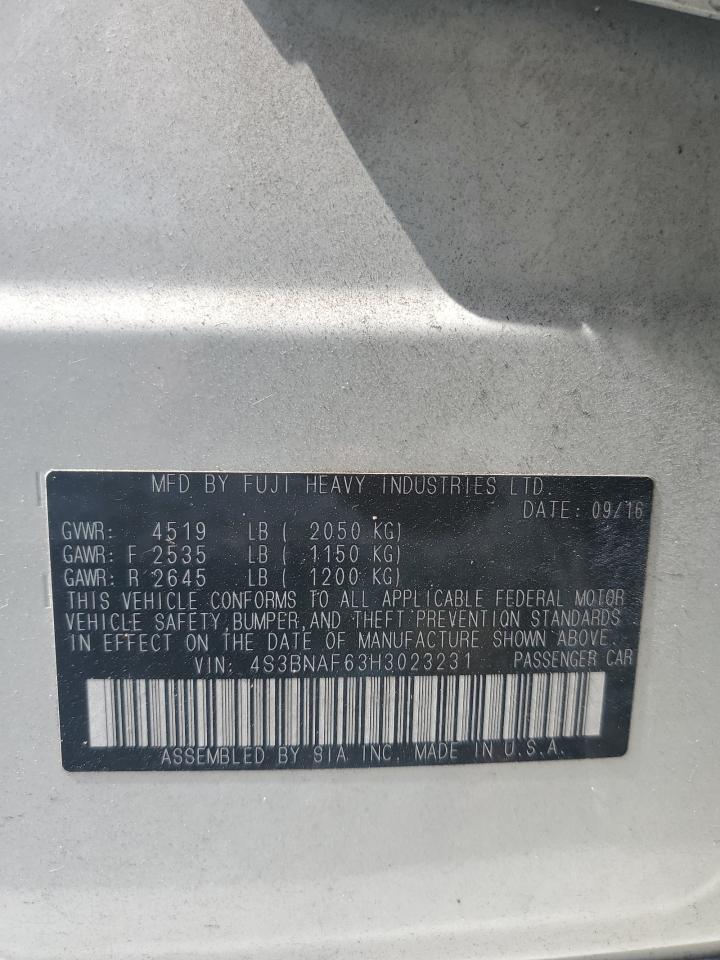 MFD BY FUJI HEAVY INDUSTRIES LTD.
DATE: 09/16
GVWR: 4519 LB ( 2050 KG)
GAWR: F 2535 LB ( 1150 KG)
GAWR: R 2645 LB ( 1200 KG)
THIS VEHICLE CONFORMS TO ALL APPLICABLE FEDERAL MOTOR
VEHICLE SAFETY,BUMPER,AND THEFT PREVENTION STANDARDS
IN EFFECT ON THE DATE OF MANUFACTURE SHOWN ABOVE.
VIN: 4S3BNAF63H3023231 PASSENGER CAR
ASSEMBLED BY SIA INC. MADE IN U.S.A.